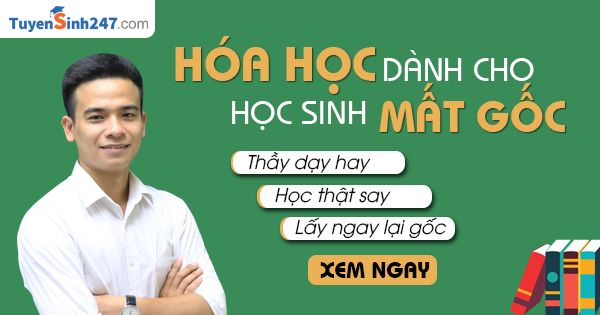 TuyenSinh247.com
HÓA HỌC DÀNH CHO
HỌC SINH MẤT GỐC
Thầy dạy hay
Học thật say
Lấy ngay lại gốc
XEM NGAY